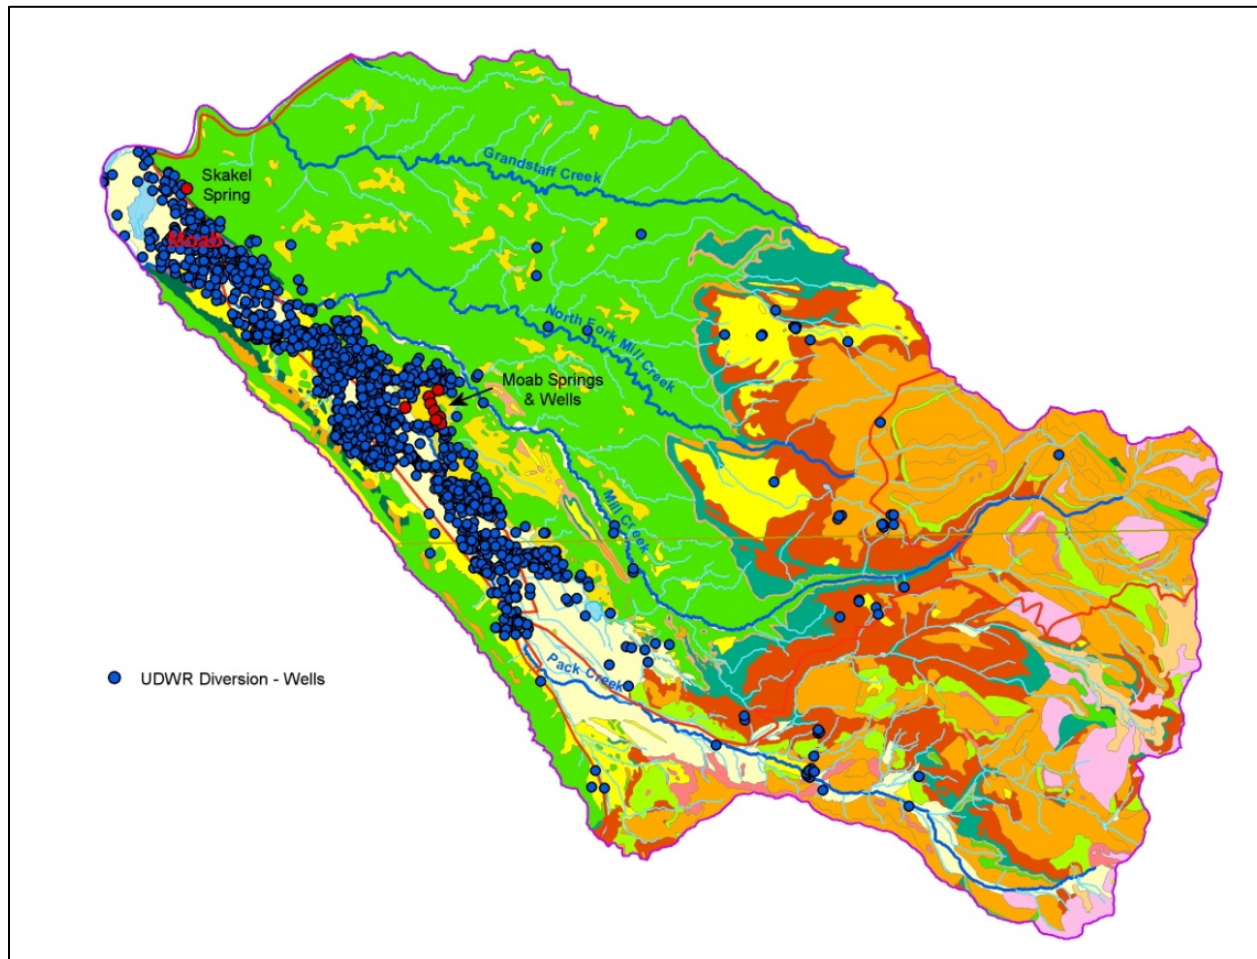 Grandstaff Creek
Skakel
Spring
Moab
North Fork Mill Creek
Moab Springs
& Wells
Mill Creek
Pack Creek
UDWR Diversion - Wells